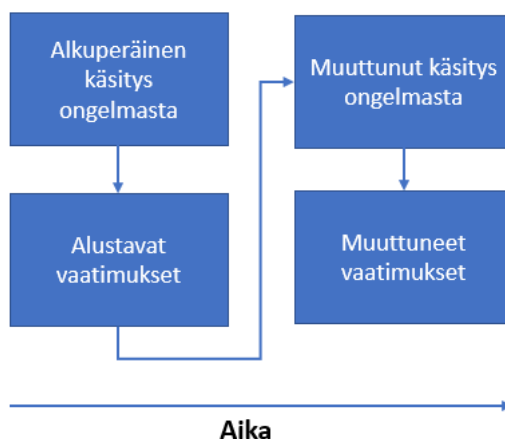 Alkuperäinen
käsitys
ongelmasta
Alustavat
vaatimukset
Muuttunut käsitys
ongelmasta
Muuttuneet
vaatimukset
Aika